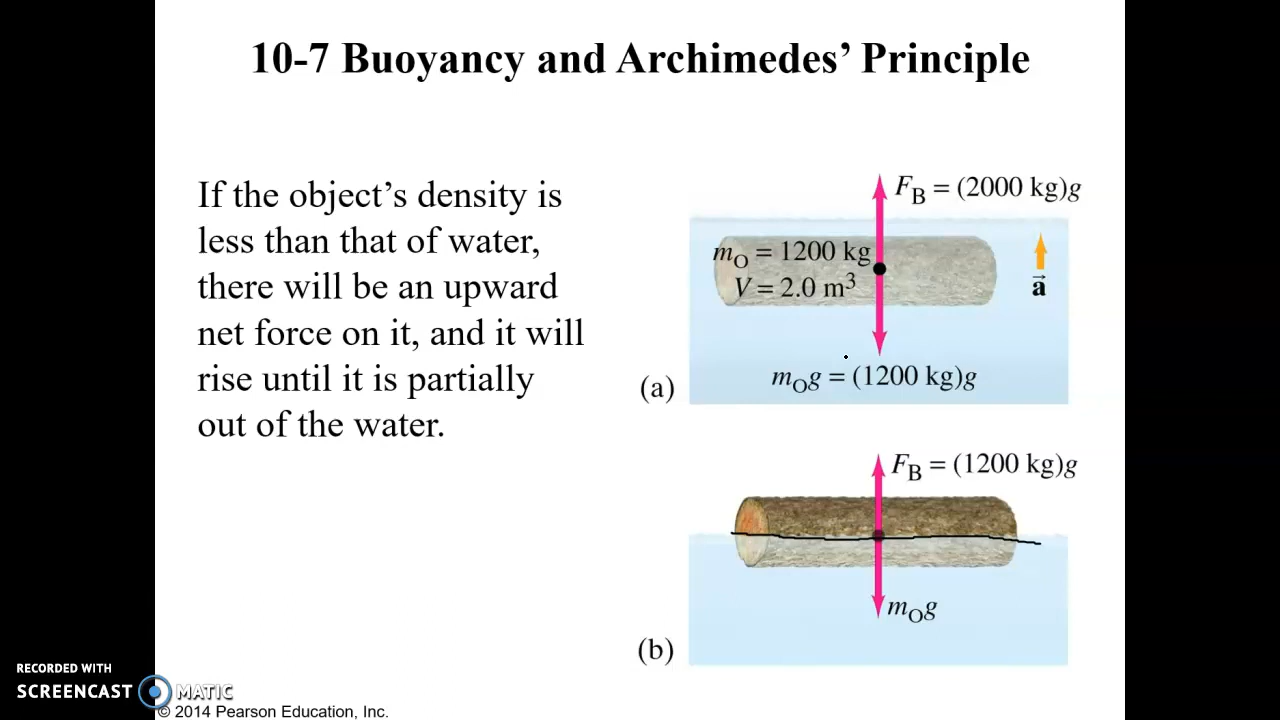 10-7 Buoyancy and Archimedes’ Principle
If the object’s density is
less than that of water,
there will be an upward
net force on it, and it will
rise until it is partially
out of the water.
F_B = (2000 kg)g
m_O = 1200 kg
V = 2.0 m³
a⃗
m_Og = (1200 kg)g
(a)
F_B = (1200 kg)g
m_Og
(b)
RECORDED WITH
SCREENCAST MATIC
© 2014 Pearson Education, Inc.